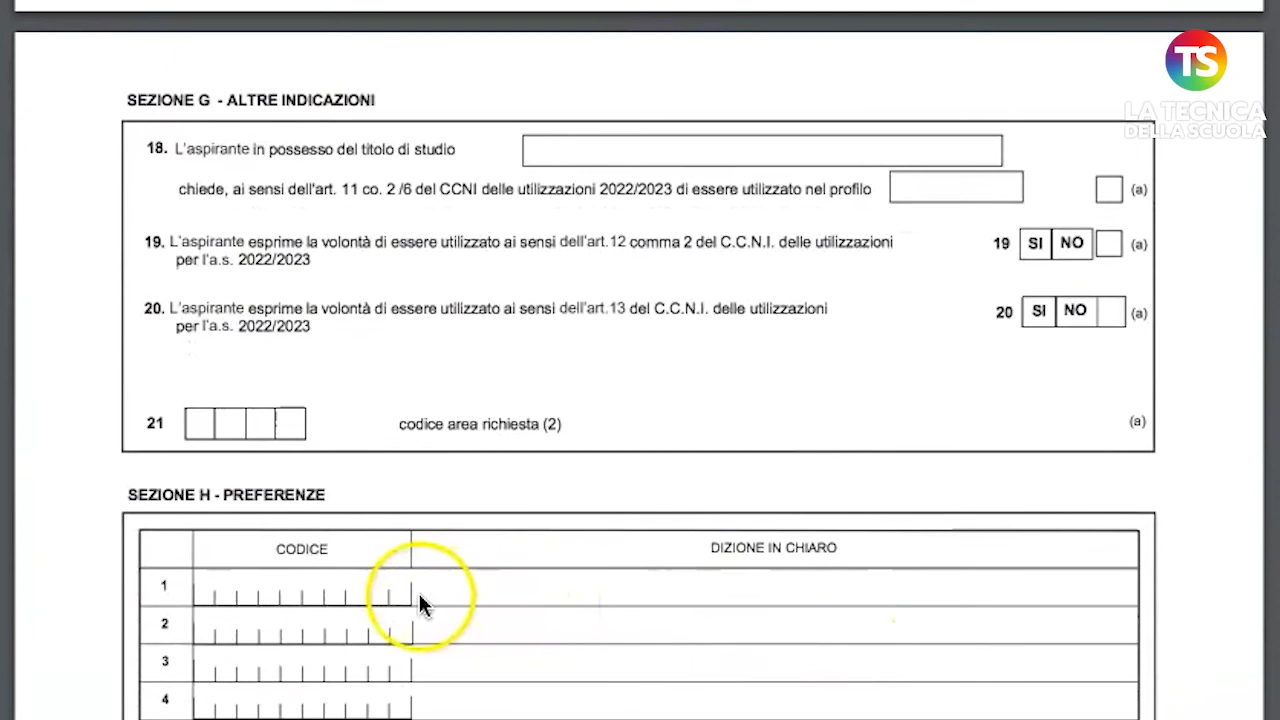 TS
LA TECNICA
DELLA SCUOLA
SEZIONE G - ALTRE INDICAZIONI
18. L'aspirante in possesso del titolo di studio
chiede, ai sensi dell'art. 11 co. 2 /6 del CCNI delle utilizzazioni 2022/2023 di essere utilizzato nel profilo (a)
19. L'aspirante esprime la volontà di essere utilizzato ai sensi dell'art.12 comma 2 del C.C.N.I. delle utilizzazioni 19 SI NO (a)
per l'a.s. 2022/2023
20. L'aspirante esprime la volontà di essere utilizzato ai sensi dell'art.13 del C.C.N.I. delle utilizzazioni 20 SI NO (a)
per l'a.s. 2022/2023
21 codice area richiesta (2) (a)
SEZIONE H - PREFERENZE
CODICE DIZIONE IN CHIARO
1
2
3
4